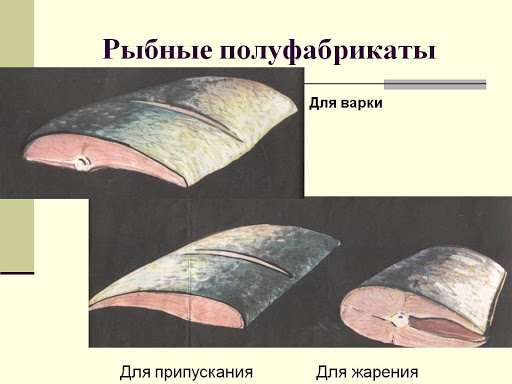 Рыбные полуфабрикаты
Для варки
Для припускания
Для жарения